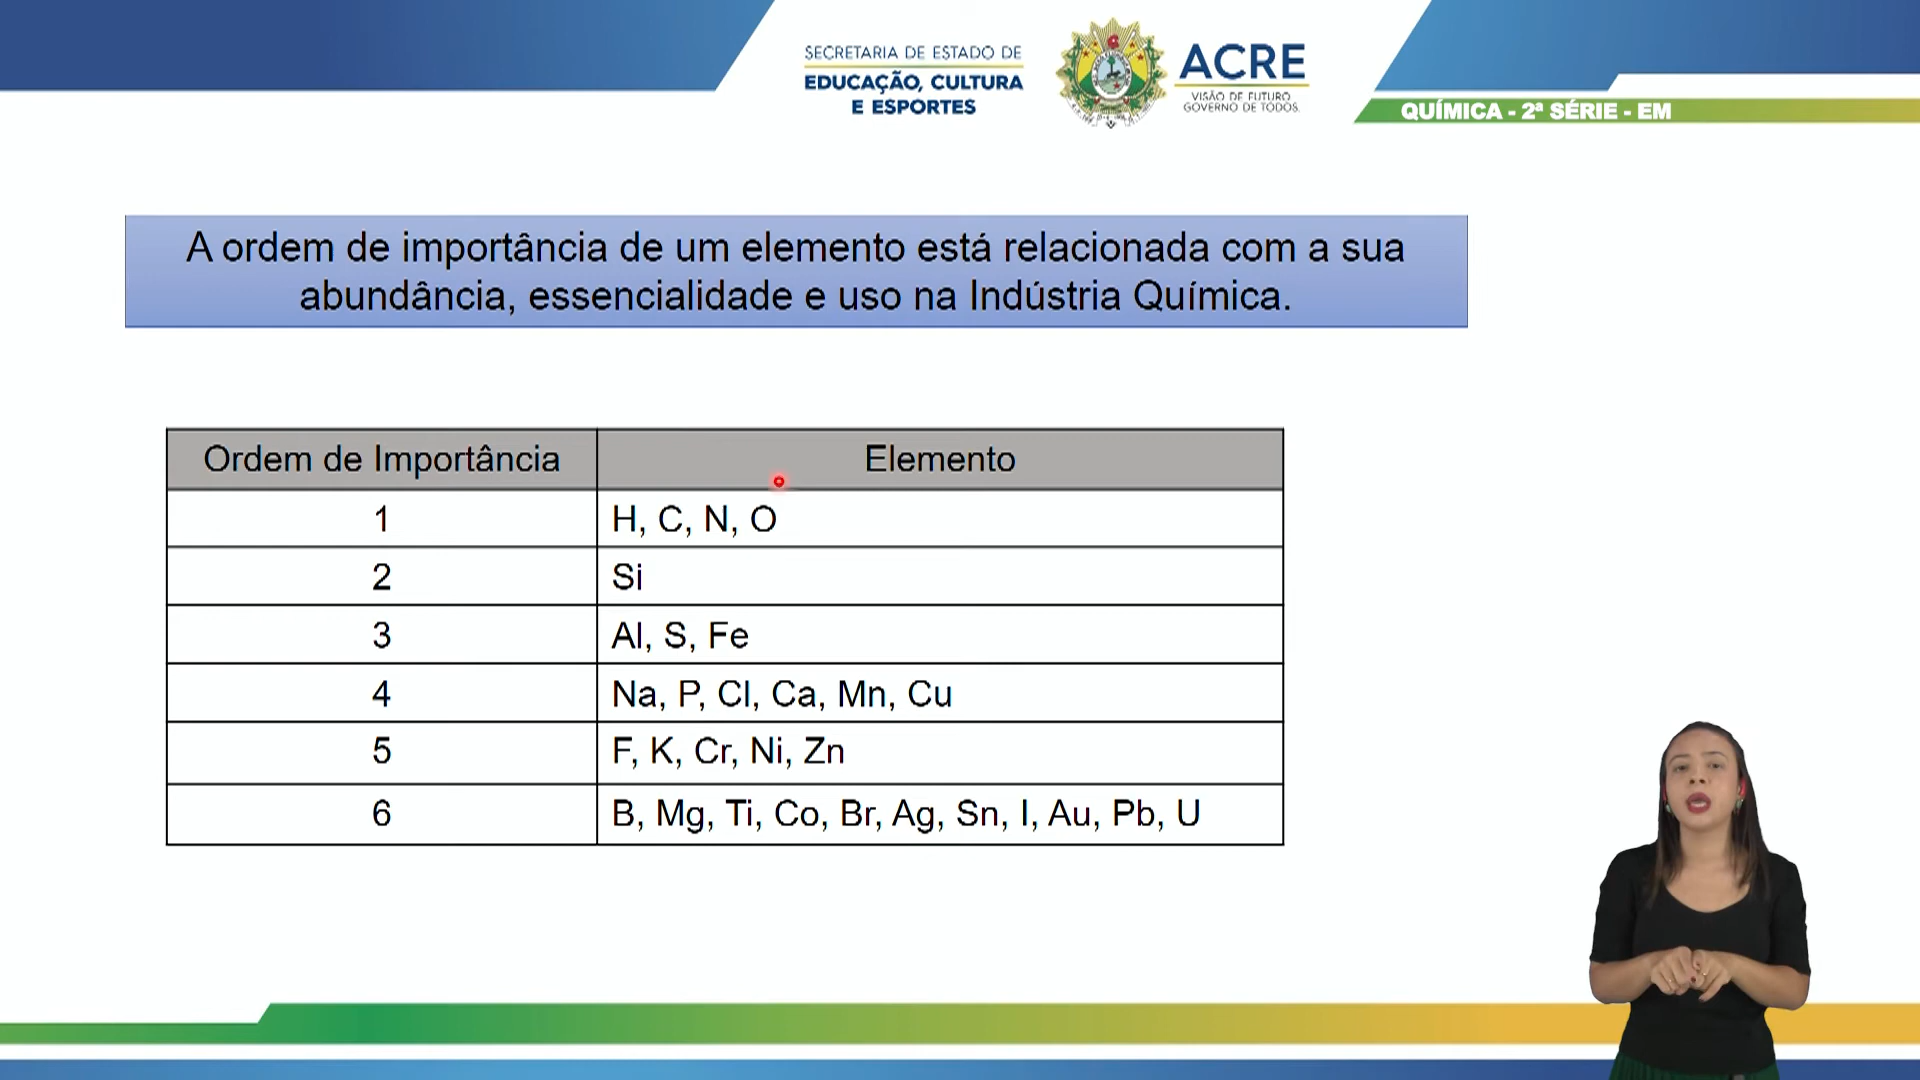 SECRETARIA DE ESTADO DE
EDUCAÇÃO, CULTURA
E ESPORTES
ACRE
VISÃO DE FUTURO
GOVERNO DE TODOS.
QUÍMICA - 2ª SÉRIE - EM
A ordem de importância de um elemento está relacionada com a sua
abundância, essencialidade e uso na Indústria Química.
Ordem de Importância Elemento
1 H, C, N, O
2 Si
3 Al, S, Fe
4 Na, P, Cl, Ca, Mn, Cu
5 F, K, Cr, Ni, Zn
6 B, Mg, Ti, Co, Br, Ag, Sn, I, Au, Pb, U